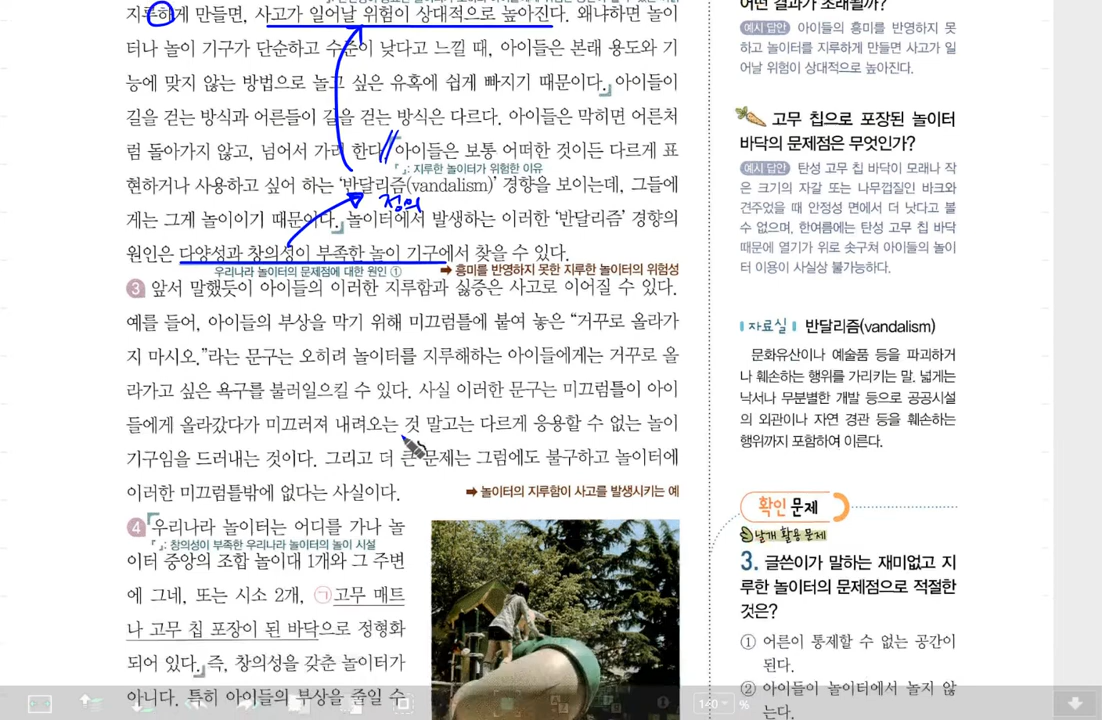 지루하게 만들면, 사고가 일어날 위험이 상대적으로 높아진다. 왜냐하면 놀이
터나 놀이 기구가 단순하고 수준이 낮다고 느낄 때, 아이들은 본래 용도와 기
능에 맞지 않는 방법으로 놀고 싶은 유혹에 쉽게 빠지기 때문이다. 아이들이
길을 걷는 방식과 어른들이 길을 걷는 방식은 다르다. 아이들은 막히면 어른처
럼 돌아가지 않고, 넘어서 가려 한다. 「아이들은 보통 어떠한 것이든 다르게 표
『 』: 지루한 놀이터가 위험한 이유
현하거나 사용하고 싶어 하는 ‘반달리즘(vandalism)’ 경향을 보이는데, 그들에
정의
게는 그게 놀이이기 때문이다.」 놀이터에서 발생하는 이러한 ‘반달리즘’ 경향의
원인은 다양성과 창의성이 부족한 놀이 기구에서 찾을 수 있다.
우리나라 놀이터의 문제점에 대한 원인 ①
➡ 흥미를 반영하지 못한 지루한 놀이터의 위험성
3 앞서 말했듯이 아이들의 이러한 지루함과 싫증은 사고로 이어질 수 있다.
예를 들어, 아이들의 부상을 막기 위해 미끄럼틀에 붙여 놓은 “거꾸로 올라가
지 마시오.”라는 문구는 오히려 놀이터를 지루해하는 아이들에게는 거꾸로 올
라가고 싶은 욕구를 불러일으킬 수 있다. 사실 이러한 문구는 미끄럼틀이 아이
들에게 올라갔다가 미끄러져 내려오는 것 말고는 다르게 응용할 수 없는 놀이
기구임을 드러내는 것이다. 그리고 더 큰 문제는 그럼에도 불구하고 놀이터에
이러한 미끄럼틀밖에 없다는 사실이다.
➡ 놀이터의 지루함이 사고를 발생시키는 예
4 「우리나라 놀이터는 어디를 가나 놀
『 』: 창의성이 부족한 우리나라 놀이터의 놀이 시설
이터 중앙의 조합 놀이대 1개와 그 주변
에 그네, 또는 시소 2개, ㉠고무 매트
나 고무 칩 포장이 된 바닥으로 정형화
되어 있다.」 즉, 창의성을 갖춘 놀이터가
아니다. 특히 아이들의 부상을 줄일 수
어떤 결과가 초래될까?
예시 답안 아이들의 흥미를 반영하지 못
하고 놀이터를 지루하게 만들면 사고가 일
어날 위험이 상대적으로 높아진다.
고무 칩으로 포장된 놀이터
바닥의 문제점은 무엇인가?
예시 답안 탄성 고무 칩 바닥이 모래나 작
은 크기의 자갈 또는 나무껍질인 바크와
견주었을 때 안정성 면에서 더 낫다고 볼
수 없으며, 한여름에는 탄성 고무 칩 바닥
때문에 열기가 위로 솟구쳐 아이들의 놀이
터 이용이 사실상 불가능하다.
자료실 반달리즘(vandalism)
문화유산이나 예술품 등을 파괴하거
나 훼손하는 행위를 가리키는 말. 넓게는
낙서나 무분별한 개발 등으로 공공시설
의 외관이나 자연 경관 등을 훼손하는
행위까지 포함하여 이른다.
확인 문제
날개 활용 문제
3. 글쓴이가 말하는 재미없고 지
루한 놀이터의 문제점으로 적절한
것은?
① 어른이 통제할 수 없는 공간이
된다.
② 아이들이 놀이터에서 놀지 않
는다.
140 %